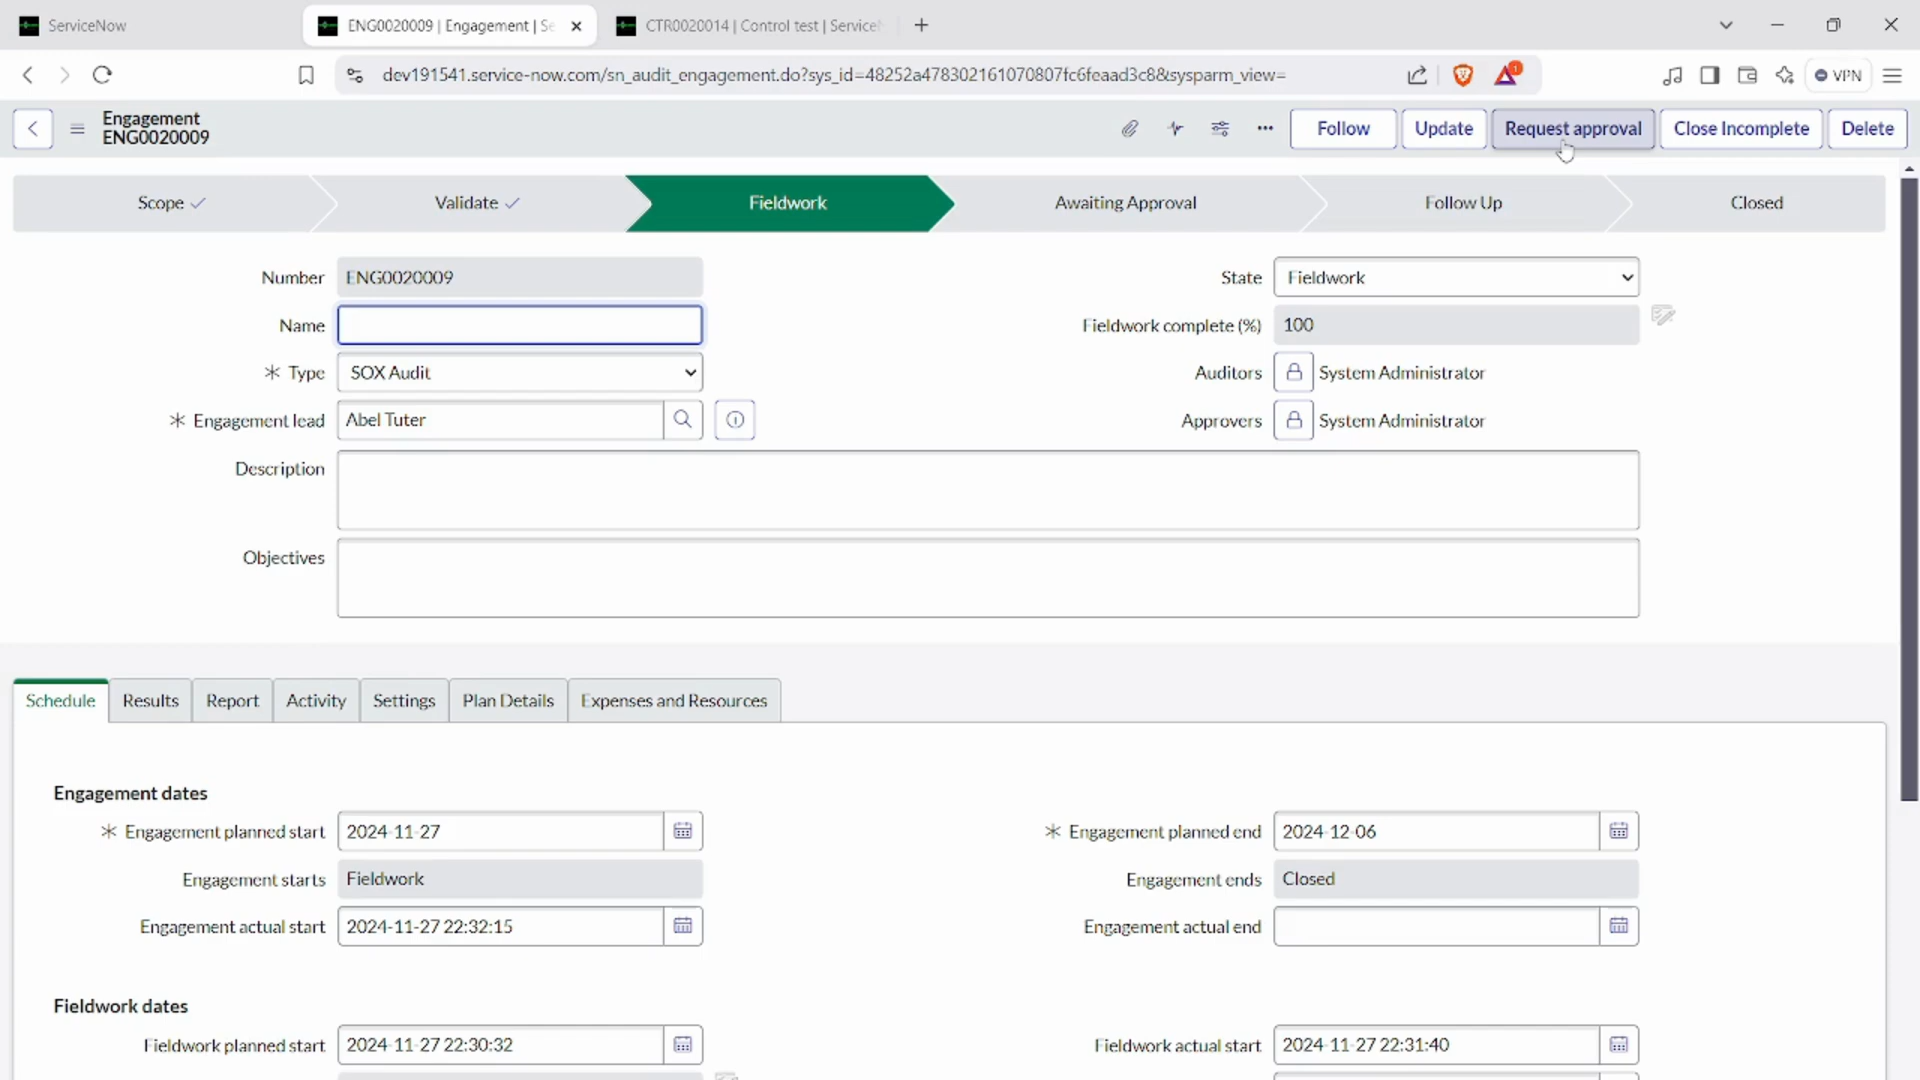 ServiceNow
ENG0020009 | Engagement | Se
CTR0020014 | Control test | Service
dev191541.service-now.com/sn_audit_engagement.do?sys_id=48252a478302161070807fc6feaad3c8&sysparm_view=
1
VPN
Engagement
ENG0020009
Follow
Update
Request approval
Close Incomplete
Delete
Scope
Validate
Fieldwork
Awaiting Approval
Follow Up
Closed
Number ENG0020009
State Fieldwork
Name
Fieldwork complete (%) 100
Type SOX Audit
Auditors System Administrator
Engagement lead Abel Tuter
Approvers System Administrator
Description
Objectives
Schedule
Results
Report
Activity
Settings
Plan Details
Expenses and Resources
Engagement dates
Engagement planned start 2024-11-27
Engagement planned end 2024-12-06
Engagement starts Fieldwork
Engagement ends Closed
Engagement actual start 2024-11-27 22:32:15
Engagement actual end
Fieldwork dates
Fieldwork planned start 2024-11-27 22:30:32
Fieldwork actual start 2024-11-27 22:31:40